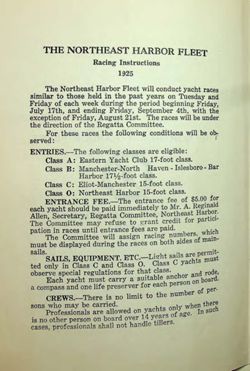 THE NORTHEAST HARBOR FLEET
Racing Instructions
1925
The Northeast Harbor Fleet will conduct yacht races
similar to those held in the past years on Tuesday and
Friday of each week during the period beginning Friday,
July 17th, and ending Friday, September 4th, with the
exception of Friday, August 21st. The races will be under
the direction of the Regatta Committee.
For these races the following conditions will be ob-
served:
ENTRIES.—The following classes are eligible:
Class A: Eastern Yacht Club 17-foot class.
Class B: Manchester-North Haven - Islesboro - Bar
Harbor 17½-foot class.
Class C: Eliot-Manchester 15-foot class.
Class O: Northeast Harbor 15-foot class.
ENTRANCE FEE.—The entrance fee of $5.00 for
each yacht should be paid immediately to Mr. A. Reginald
Allen, Secretary, Regatta Committee, Northeast Harbor.
The Committee may refuse to grant credit for partici-
pation in races until entrance fees are paid.
The Committee will assign racing numbers, which
must be displayed during the races on both sides of main-
sails.
SAILS, EQUIPMENT, ETC.—Light sails are permit-
ted only in Class C and Class O. Class C yachts must
observe special regulations for that class.
Each yacht must carry a suitable anchor and rode,
a compass and one life preserver for each person on board.
CREWS.—There is no limit to the number of per-
sons who may be carried.
Professionals are allowed on yachts only when there
is no other person on board over 14 years of age. In such
cases, professionals shall not handle tillers.